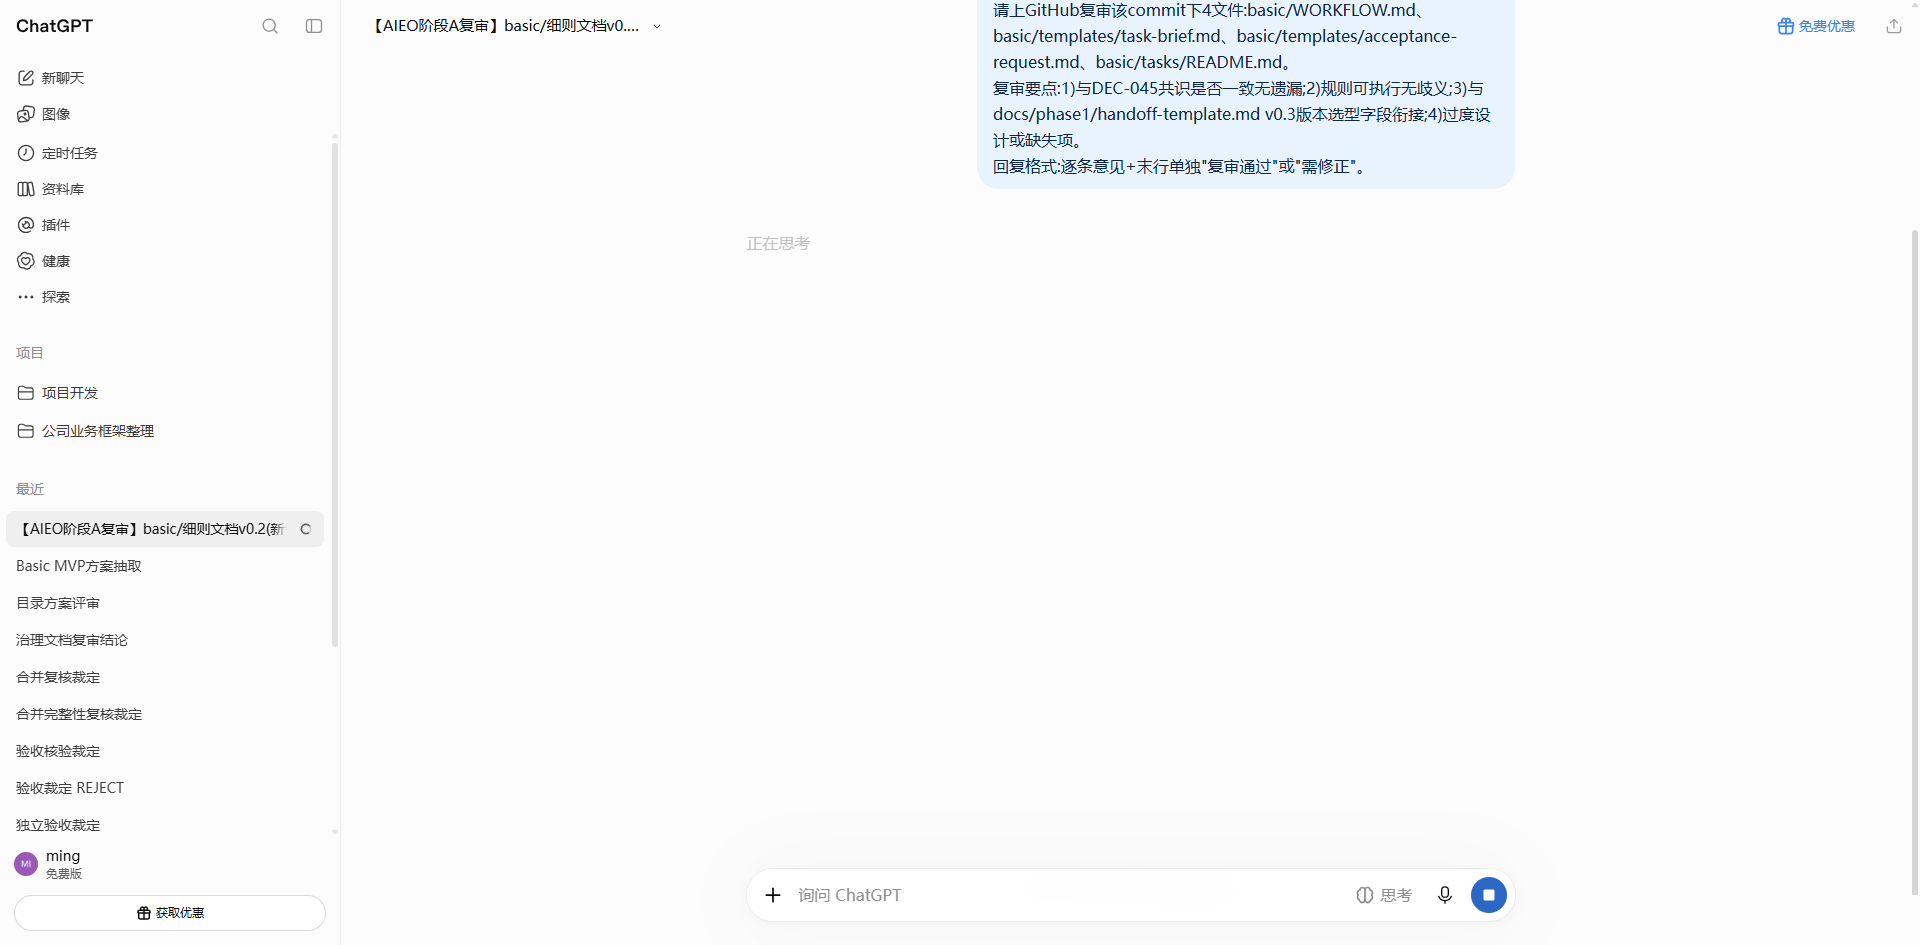 ChatGPT
新聊天
图像
定时任务
资料库
插件
健康
探索
项目
项目开发
公司业务框架整理
最近
【AIEO阶段A复审】basic/细则文档v0.2(新
Basic MVP方案抽取
目录方案评审
治理文档复审结论
合并复核裁定
合并完整性复核裁定
验收核验裁定
验收裁定 REJECT
独立验收裁定
MI
ming
免费版
获取优惠
【AIEO阶段A复审】basic/细则文档v0....
免费优惠
请上GitHub复审该commit下4文件:basic/WORKFLOW.md、
basic/templates/task-brief.md、basic/templates/acceptance-
request.md、basic/tasks/README.md。
复审要点:1)与DEC-045共识是否一致无遗漏;2)规则可执行无歧义;3)与
docs/phase1/handoff-template.md v0.3版本选型字段衔接;4)过度设
计或缺失项。
回复格式:逐条意见+末行单独"复审通过"或"需修正"。
正在思考
询问 ChatGPT
思考